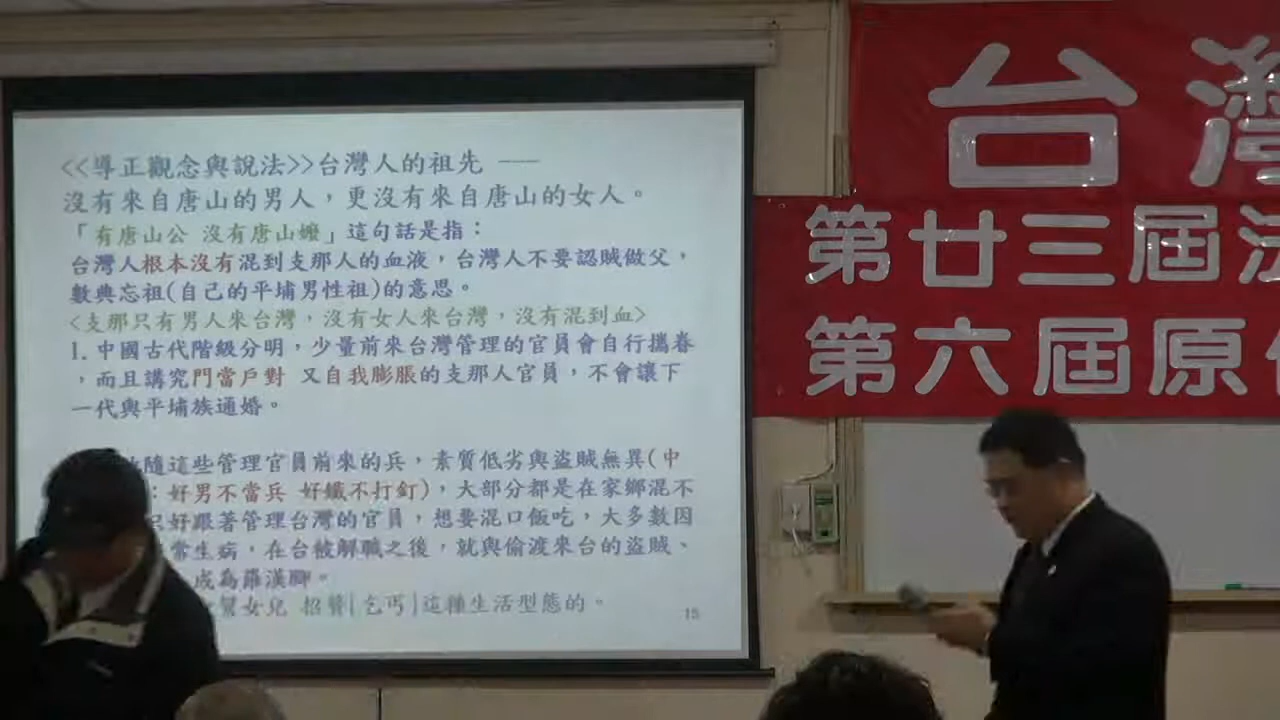 <<導正觀念與說法>>台灣人的祖先 ——
沒有來自唐山的男人，更沒有來自唐山的女人。
「有唐山公 沒有唐山嬤」這句話是指：
台灣人根本沒有混到支那人的血液，台灣人不要認賊做父，
數典忘祖(自己的平埔男性祖)的意思。
<支那只有男人來台灣，沒有女人來台灣，沒有混到血>
1. 中國古代階級分明，少量前來台灣管理的官員會自行攜眷
，而且講究門當戶對 又自我膨脹的支那人官員，不會讓下
一代與平埔族通婚。
隨這些管理官員前來的兵，素質低劣與盜賊無異(中
：好男不當兵 好鐵不打釘)，大部分都是在家鄉混不
只好跟著管理台灣的官員，想要混口飯吃，大多數因
常生病，在台被解職之後，就與偷渡來台的盜賊、
成為羅漢腳。
女兒 招贅|乞丐|這種生活型態的。
15
台灣
第廿三屆法
第六屆原